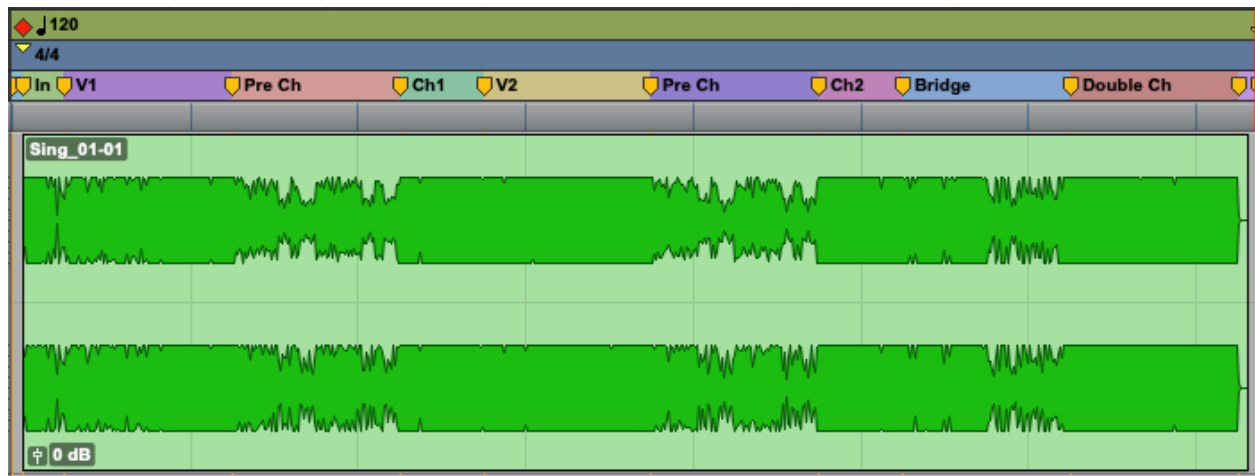 120
4/4
In V1 Pre Ch Ch1 V2 Pre Ch Ch2 Bridge Double Ch
Sing_01-01
0 dB